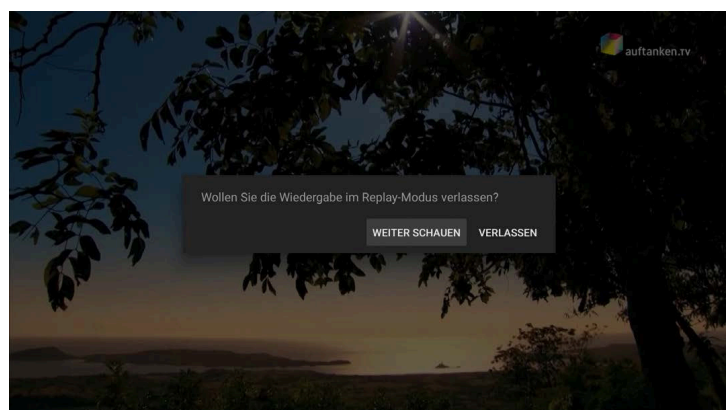 auftanken.TV
Wollen Sie die Wiedergabe im Replay-Modus verlassen?
WEITER SCHAUEN VERLASSEN